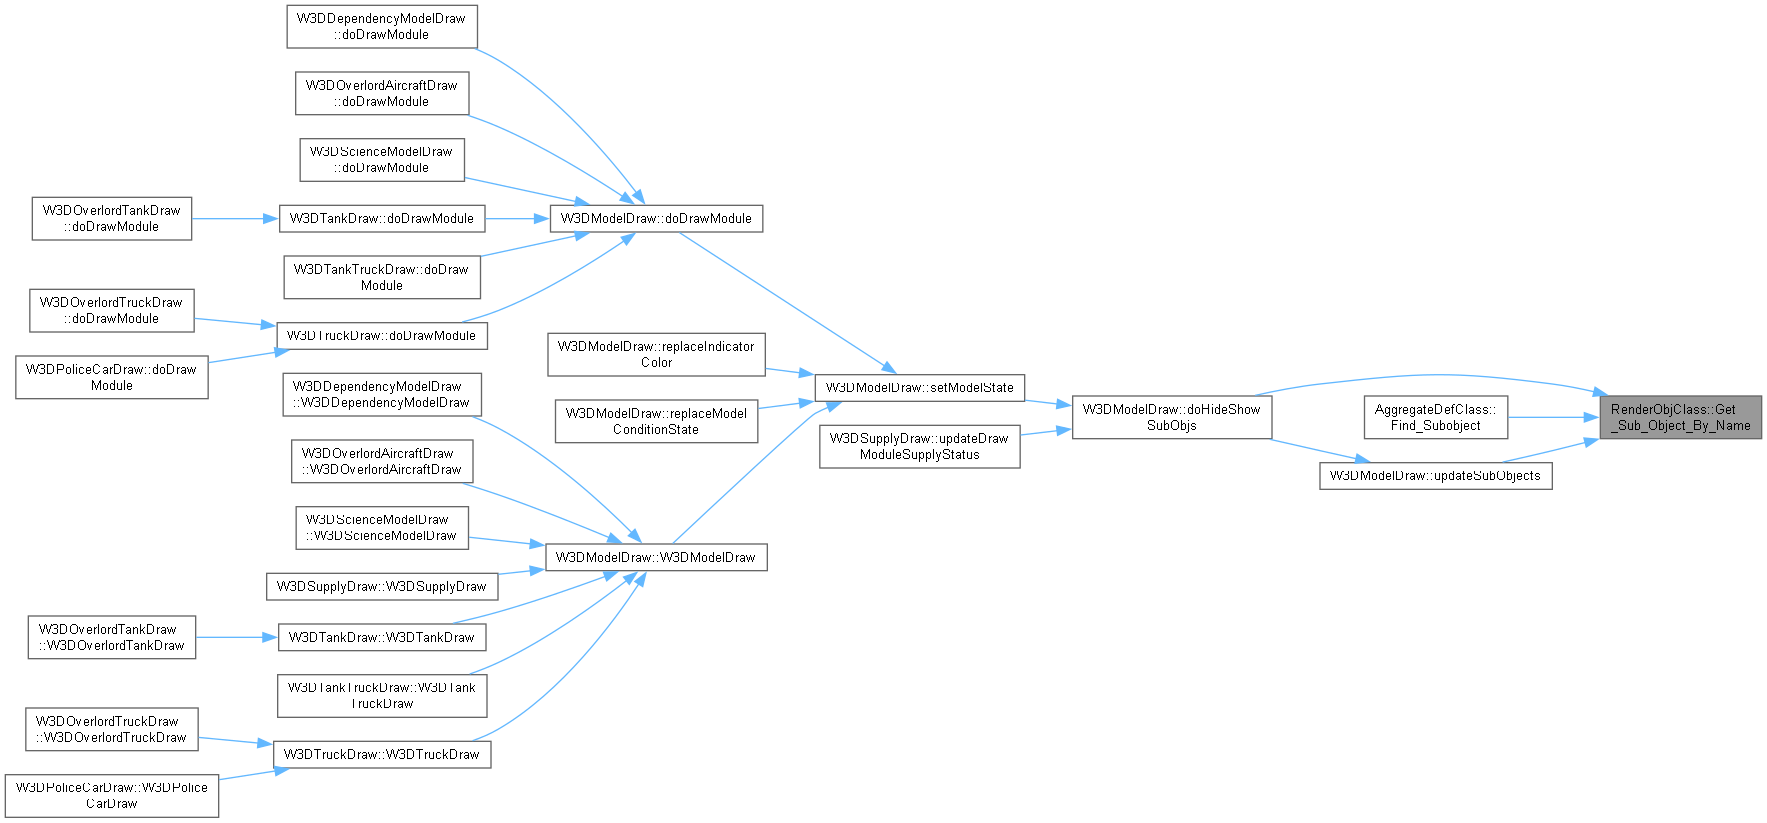 W3DDependencyModelDraw
::doDrawModule
W3DOverlordAircraftDraw
::doDrawModule
W3DScienceModelDraw
::doDrawModule
W3DOverlordTankDraw
::doDrawModule
W3DTankDraw::doDrawModule
W3DModelDraw::doDrawModule
W3DTankTruckDraw::doDraw
Module
W3DOverlordTruckDraw
::doDrawModule
W3DTruckDraw::doDrawModule
W3DPoliceCarDraw::doDraw
Module
W3DModelDraw::replaceIndicator
Color
W3DDependencyModelDraw
::W3DDependencyModelDraw
W3DModelDraw::setModelState
W3DModelDraw::replaceModel
ConditionState
W3DModelDraw::doHideShow
SubObjs
AggregateDefClass::
Find_Subobject
RenderObjClass::Get
_Sub_Object_By_Name
W3DSupplyDraw::updateDraw
ModuleSupplyStatus
W3DModelDraw::updateSubObjects
W3DOverlordAircraftDraw
::W3DOverlordAircraftDraw
W3DScienceModelDraw
::W3DScienceModelDraw
W3DModelDraw::W3DModelDraw
W3DSupplyDraw::W3DSupplyDraw
W3DOverlordTankDraw
::W3DOverlordTankDraw
W3DTankDraw::W3DTankDraw
W3DTankTruckDraw::W3DTank
TruckDraw
W3DOverlordTruckDraw
::W3DOverlordTruckDraw
W3DTruckDraw::W3DTruckDraw
W3DPoliceCarDraw::W3DPolice
CarDraw